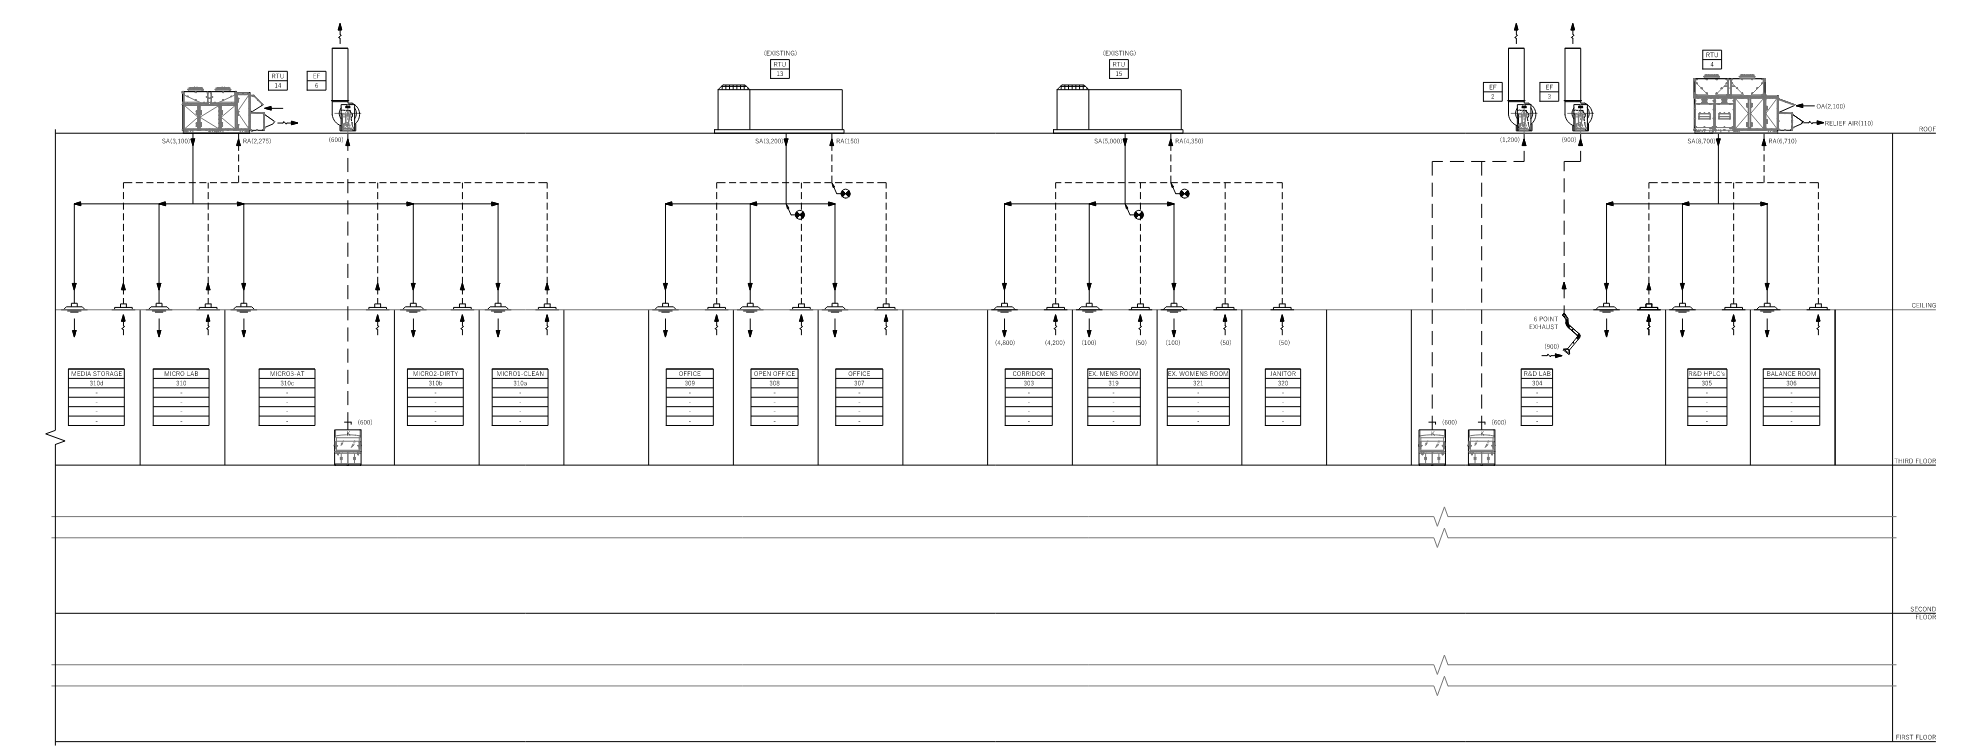 (EXISTING)
(EXISTING)
RTU
14
EF
6
RTU
13
RTU
15
EF
2
EF
3
RTU
4
OA(2,100)
RELIEF AIR(110)
ROOF
SA(3,100)
RA(2,275)
(600)
SA(3,200)
RA(150)
SA(5,000)
RA(4,350)
(1,200)
(900)
SA(8,700)
RA(6,710)
CEILING
6 POINT
EXHAUST
(900)
(4,800)
(4,200)
(100)
(50)
(100)
(50)
(50)
MEDIA STORAGE
310d
-
-
-
-
MICRO LAB
310
-
-
-
-
MICRO3-AT
310c
-
-
-
-
MICRO2-DIRTY
310b
-
-
-
-
MICRO1-CLEAN
310a
-
-
-
-
OFFICE
309
-
-
-
-
OPEN OFFICE
308
-
-
-
-
OFFICE
307
-
-
-
-
CORRIDOR
303
-
-
-
-
EX. MENS ROOM
319
-
-
-
-
EX. WOMENS ROOM
321
-
-
-
-
JANITOR
320
-
-
-
-
R&D LAB
304
-
-
-
-
R&D HPLC's
305
-
-
-
-
BALANCE ROOM
306
-
-
-
-
(600)
(600)
(600)
THIRD FLOOR
SECOND
FLOOR
FIRST FLOOR